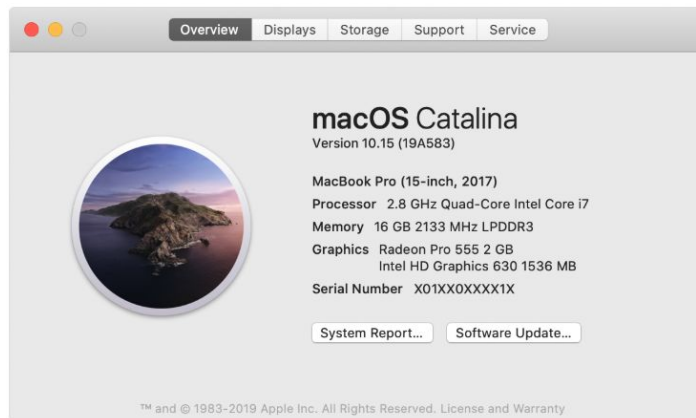 Overview Displays Storage Support Service
macOS Catalina
Version 10.15 (19A583)
MacBook Pro (15-inch, 2017)
Processor 2.8 GHz Quad-Core Intel Core i7
Memory 16 GB 2133 MHz LPDDR3
Graphics Radeon Pro 555 2 GB
Intel HD Graphics 630 1536 MB
Serial Number X01XX0XXXX1X
System Report... Software Update...
™ and © 1983-2019 Apple Inc. All Rights Reserved. License and Warranty